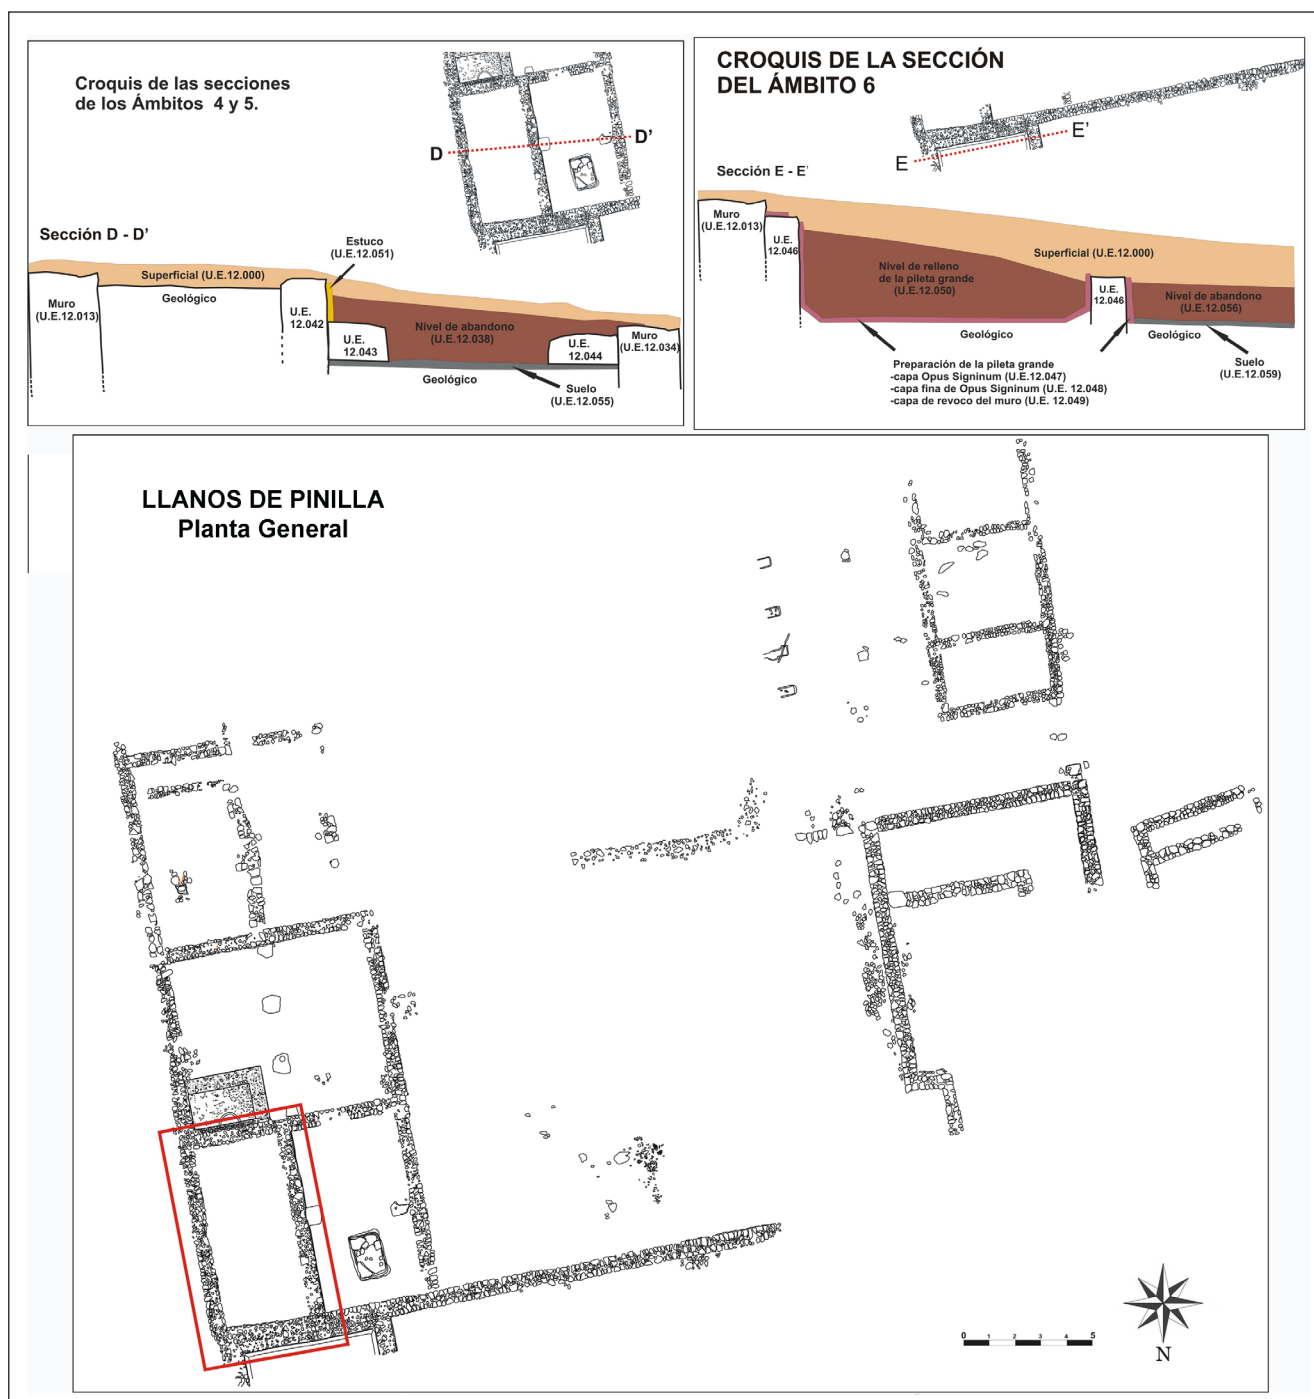 Croquis de las secciones
de los Ámbitos 4 y 5.
D
D'
Sección D - D'
Estuco
(U.E.12.051)
Superficial (U.E.12.000)
Geológico
Muro
(U.E.12.013)
U.E.
12.042
U.E.
12.043
Nivel de abandono
(U.E.12.038)
U.E.
12.044
Muro
(U.E.12.034)
Geológico
Suelo
(U.E.12.055)
CROQUIS DE LA SECCIÓN
DEL ÁMBITO 6
E
E'
Sección E - E'
Muro
(U.E.12.013)
U.E.
12.046
Superficial (U.E.12.000)
Nivel de relleno
de la pileta grande
(U.E.12.050)
U.E.
12.046
Nivel de abandono
(U.E.12.056)
Geológico
Geológico
Preparación de la pileta grande
-capa Opus Signinum (U.E.12.047)
-capa fina de Opus Signinum (U.E. 12.048)
-capa de revoco del muro (U.E. 12.049)
Suelo
(U.E.12.059)
LLANOS DE PINILLA
Planta General
0 1 2 3 4 5
N